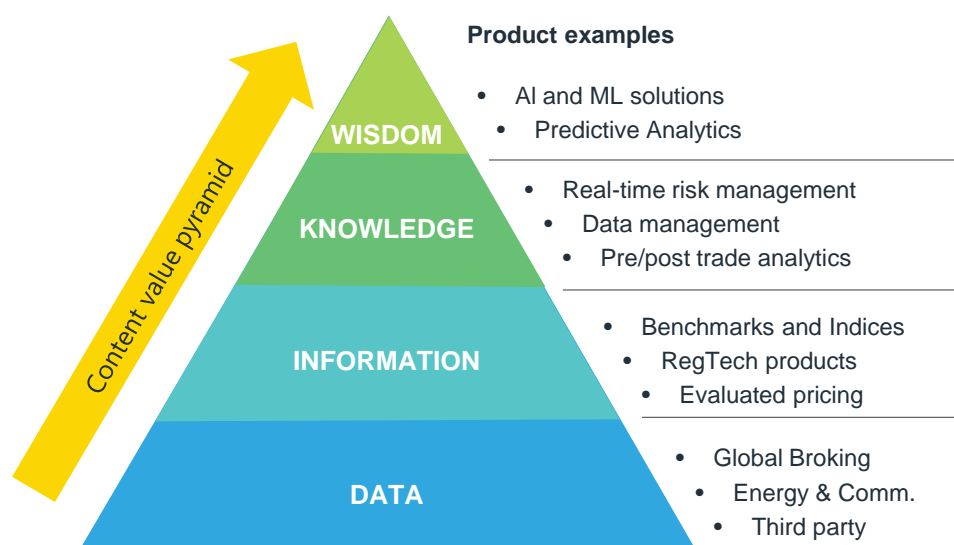 Product examples
Content value pyramid
WISDOM
• AI and ML solutions
• Predictive Analytics
KNOWLEDGE
• Real-time risk management
• Data management
• Pre/post trade analytics
INFORMATION
• Benchmarks and Indices
• RegTech products
• Evaluated pricing
DATA
• Global Broking
• Energy & Comm.
• Third party